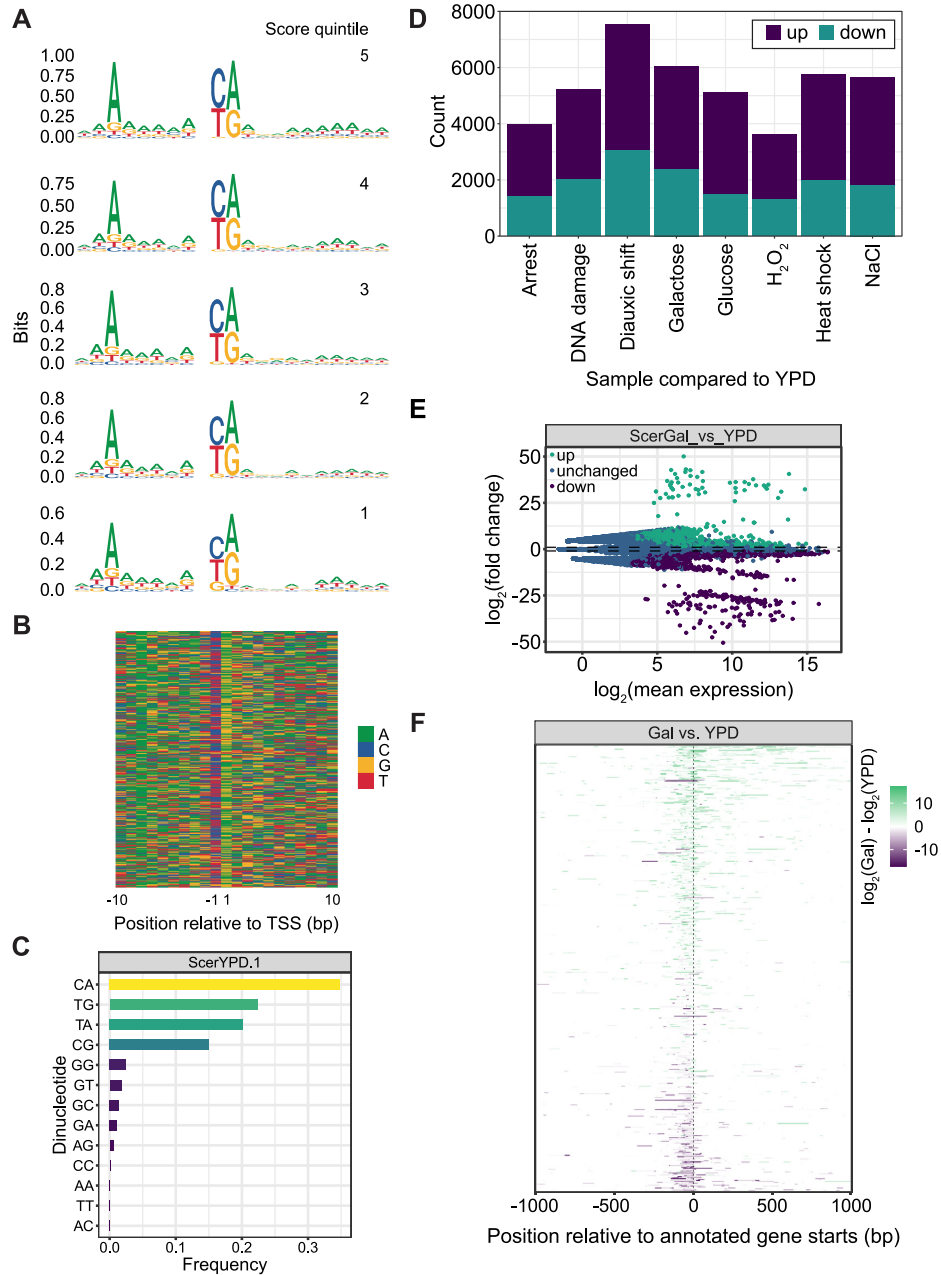 A
Score quintile
5
1.00
0.75
0.50
0.25
0.00
4
0.75
0.50
0.25
0.00
3
0.8
0.6
0.4
0.2
0.0
2
0.8
0.6
0.4
0.2
0.0
1
0.6
0.4
0.2
0.0
Bits
B
A
C
G
T
-10 -1 1 10
Position relative to TSS (bp)
C
ScerYPD.1
CA
TG
TA
CG
GG
GT
GC
GA
AG
CC
AA
TT
AC
Dinucleotide
0.0 0.1 0.2 0.3
Frequency
D
up down
8000
6000
4000
2000
0
Count
Arrest
DNA damage
Diauxic shift
Galactose
Glucose
H₂O₂
Heat shock
NaCl
Sample compared to YPD
E
ScerGal_vs_YPD
up
unchanged
down
50
25
0
-25
-50
log₂(fold change)
0 5 10 15
log₂(mean expression)
F
Gal vs. YPD
10
0
-10
log₂(Gal) - log₂(YPD)
-1000 -500 0 500 1000
Position relative to annotated gene starts (bp)